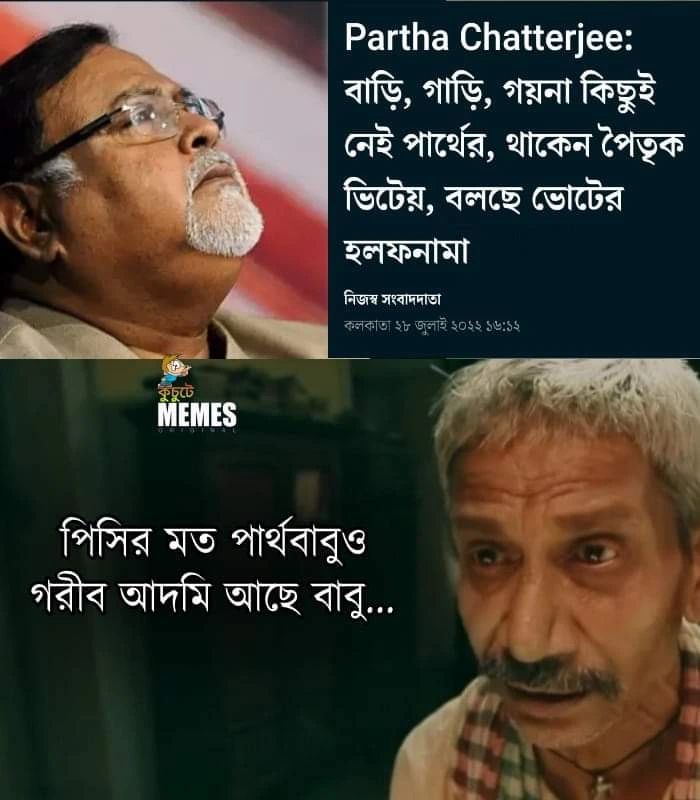 Partha Chatterjee:
বাড়ি, গাড়ি, গয়না কিছুই
নেই পার্থের, থাকেন পৈতৃক
ভিটেয়, বলছে ভোটের
হলফনামা
নিজস্ব সংবাদদাতা
কলকাতা ২৮ জুলাই ২০২২ ১৬:১২
কুচুটে
MEMES
ORIGINAL
পিসির মত পার্থবাবুও
গরীব আদমি আছে বাবু...